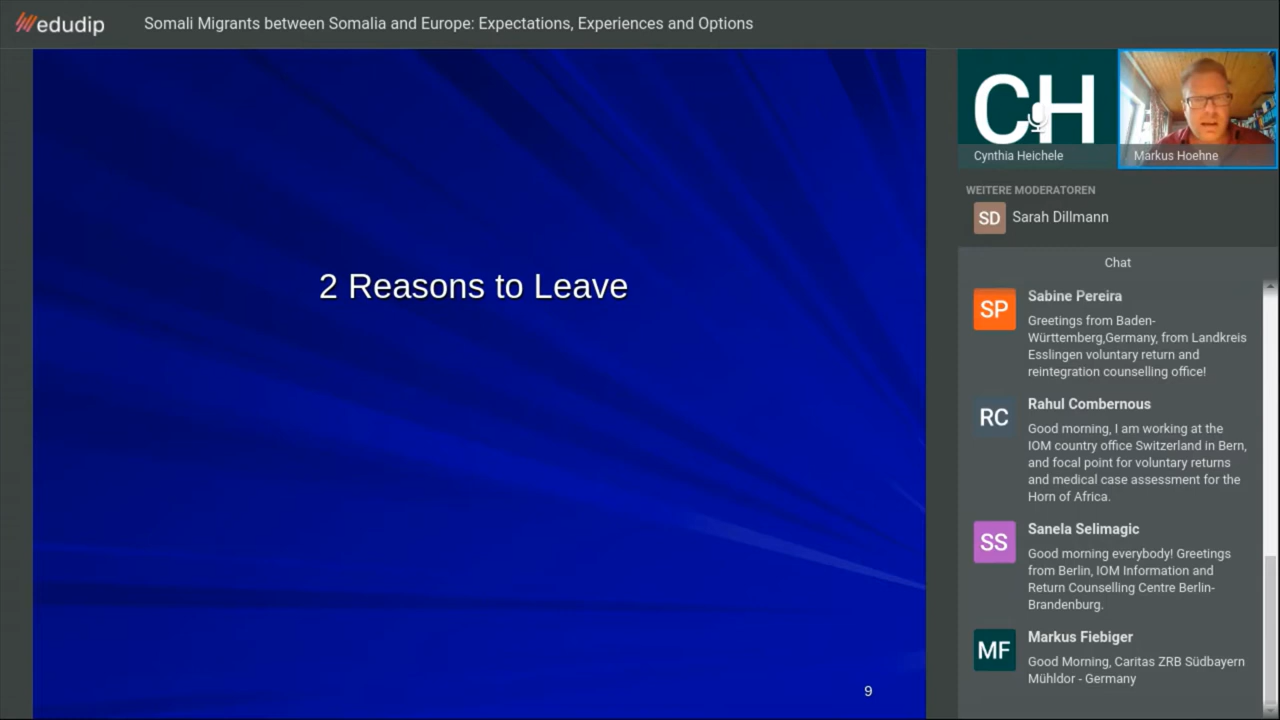 edudip
Somali Migrants between Somalia and Europe: Expectations, Experiences and Options
2 Reasons to Leave
9
CH
Cynthia Heichele
Markus Hoehne
WEITERE MODERATOREN
SD
Sarah Dillmann
Chat
SP
Sabine Pereira
Greetings from Baden-
Württemberg,Germany, from Landkreis
Esslingen voluntary return and
reintegration counselling office!
RC
Rahul Combernous
Good morning, I am working at the
IOM country office Switzerland in Bern,
and focal point for voluntary returns
and medical case assessment for the
Horn of Africa.
SS
Sanela Selimagic
Good morning everybody! Greetings
from Berlin, IOM Information and
Return Counselling Centre Berlin-
Brandenburg.
MF
Markus Fiebiger
Good Morning, Caritas ZRB Südbayern
Mühldor - Germany